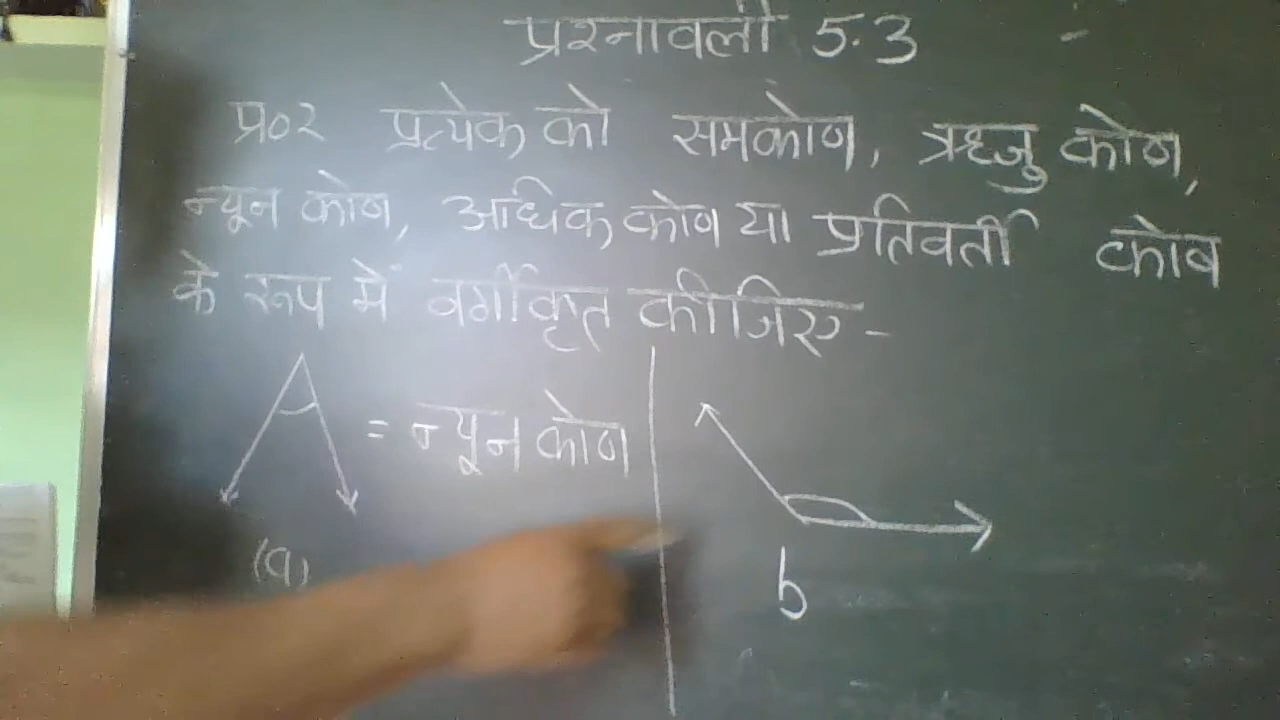 प्रश्नावली 5.3
प्र०२ प्रत्येक को समकोण, ऋजु कोण,
न्यून कोण, अधिक कोण या प्रतिवर्ती कोब
के रूप में वर्गीकृत कीजिए -
= न्यून कोण
(a)
b